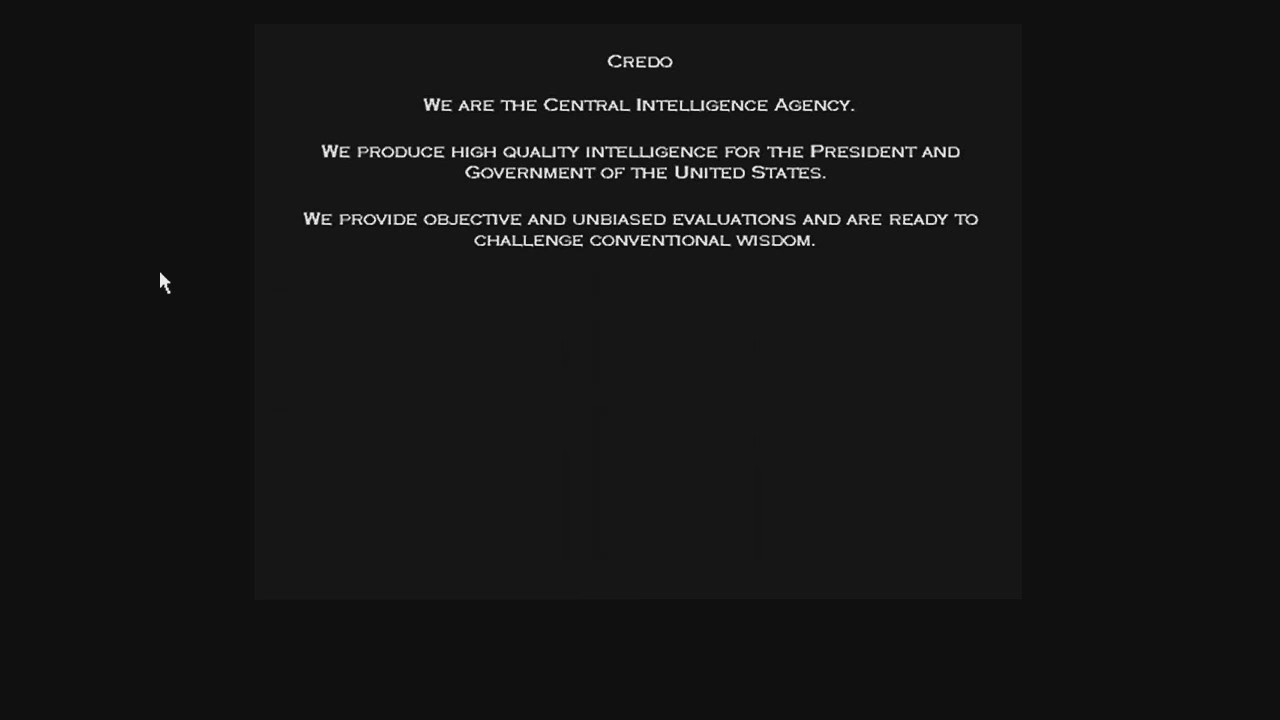 Credo
We are the Central Intelligence Agency.
We produce high quality intelligence for the President and
Government of the United States.
We provide objective and unbiased evaluations and are ready to
challenge conventional wisdom.